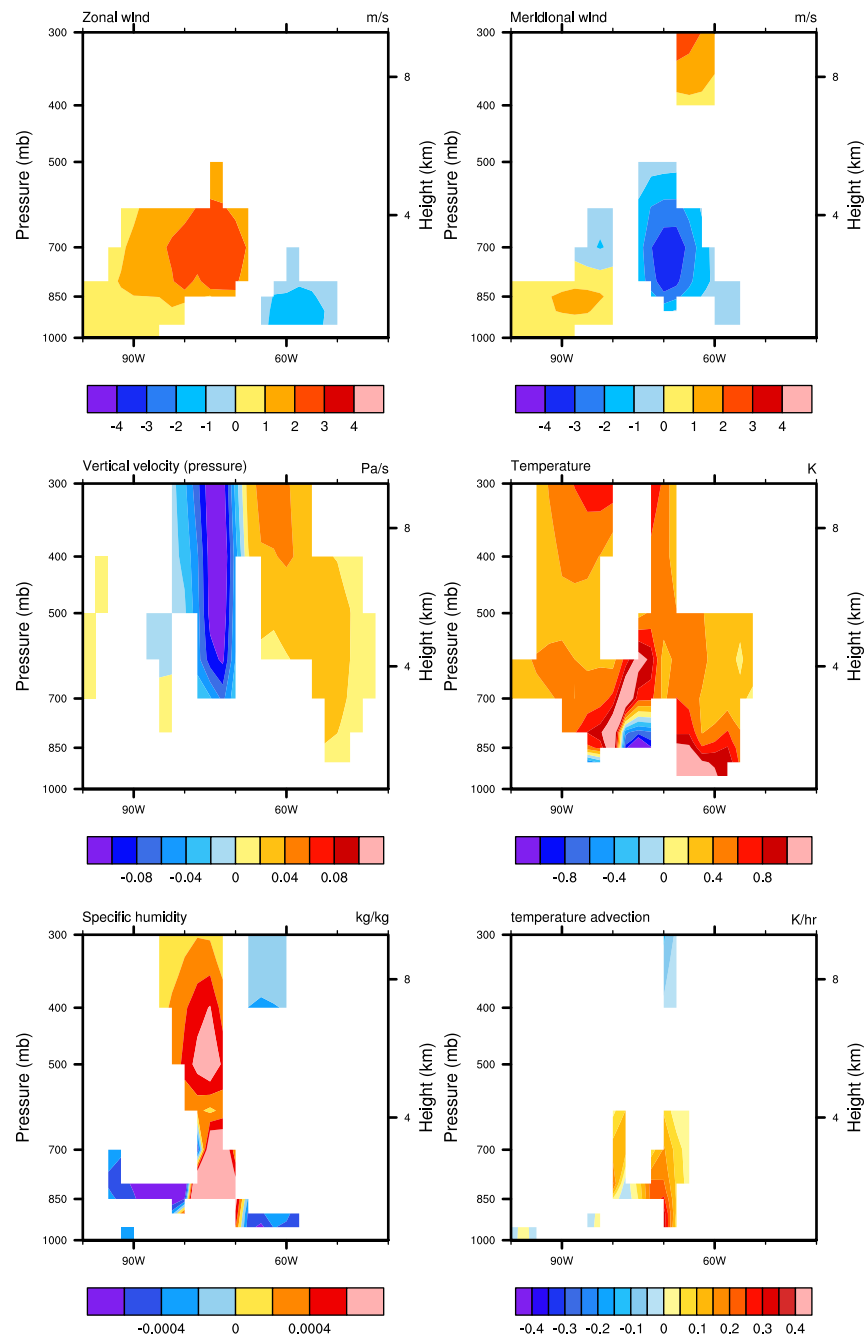 Zonal wind m/s
300
400
500
700
850
1000
Pressure (mb)
8
4
Height (km)
90W 60W
-4 -3 -2 -1 0 1 2 3 4
Meridional wind m/s
300
400
500
700
850
1000
Pressure (mb)
8
4
Height (km)
90W 60W
-4 -3 -2 -1 0 1 2 3 4
Vertical velocity (pressure) Pa/s
300
400
500
700
850
1000
Pressure (mb)
8
4
Height (km)
90W 60W
-0.08 -0.04 0 0.04 0.08
Temperature K
300
400
500
700
850
1000
Pressure (mb)
8
4
Height (km)
90W 60W
-0.8 -0.4 0 0.4 0.8
Specific humidity kg/kg
300
400
500
700
850
1000
Pressure (mb)
8
4
Height (km)
90W 60W
-0.0004 0 0.0004
temperature advection K/hr
300
400
500
700
850
1000
Pressure (mb)
8
4
Height (km)
90W 60W
-0.4 -0.3 -0.2 -0.1 0 0.1 0.2 0.3 0.4